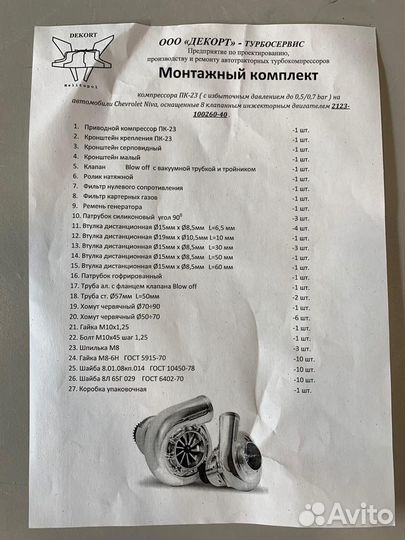 DEKORT
Melitopol
ООО «ДЕКОРТ» - ТУРБОСЕРВИС
Предприятие по проектированию,
производству и ремонту автотракторных турбокомпрессоров
Монтажный комплект
компрессора ПК-23 ( с избыточным давлением до 0,5/0,7 bar ) на
автомобили Chevrolet Niva, оснащенные 8 клапанным инжекторным двигателем 2123-
100260-40 .
1. Приводной компрессор ПК-23 -1 шт.
2. Кронштейн крепления ПК-23 -1 шт.
3. Кронштейн серповидный -1 шт.
4. Кронштейн малый -1 шт.
5. Клапан Blow off с вакуумной трубкой и тройником -1 шт.
6. Ролик натяжной -1 шт.
7. Фильтр нулевого сопротивления -1 шт.
8. Фильтр картерных газов -1 шт.
9. Ремень генератора -1 шт.
10. Патрубок силиконовый угол 90⁰ -3 шт.
11. Втулка дистанционная Ø15мм х Ø8,5мм L=6,5 мм -4 шт.
12. Втулка дистанционная Ø19мм х Ø10,5мм L=10 мм -1 шт.
13. Втулка дистанционная Ø15мм х Ø8,5мм L=30 мм -3 шт.
14. Втулка дистанционная Ø15мм х Ø8,5мм L=50 мм -1 шт.
15. Втулка дистанционная Ø15мм х Ø8,5мм L=60 мм -1 шт.
16. Патрубок гофрированный -1 шт.
17. Труба ал. с фланцем клапана Blow off -1 шт.
18. Труба ст. Ø57мм L=50мм -2 шт.
19. Хомут червячный Ø70÷90 -1 шт.
20. Хомут червячный Ø50÷70 -6 шт.
21. Гайка М10х1,25 -1 шт.
22. Болт М10х45 шаг 1,25 -1 шт.
23. Шпилька М8 -3 шт.
24. Гайка М8-6Н ГОСТ 5915-70 -10 шт.
25. Шайба 8.01.08кп.014 ГОСТ 10450-78 -10 шт.
26. Шайба 8Л 65Г 029 ГОСТ 6402-70 -10 шт.
27. Коробка упаковочная -1 шт.
Avito